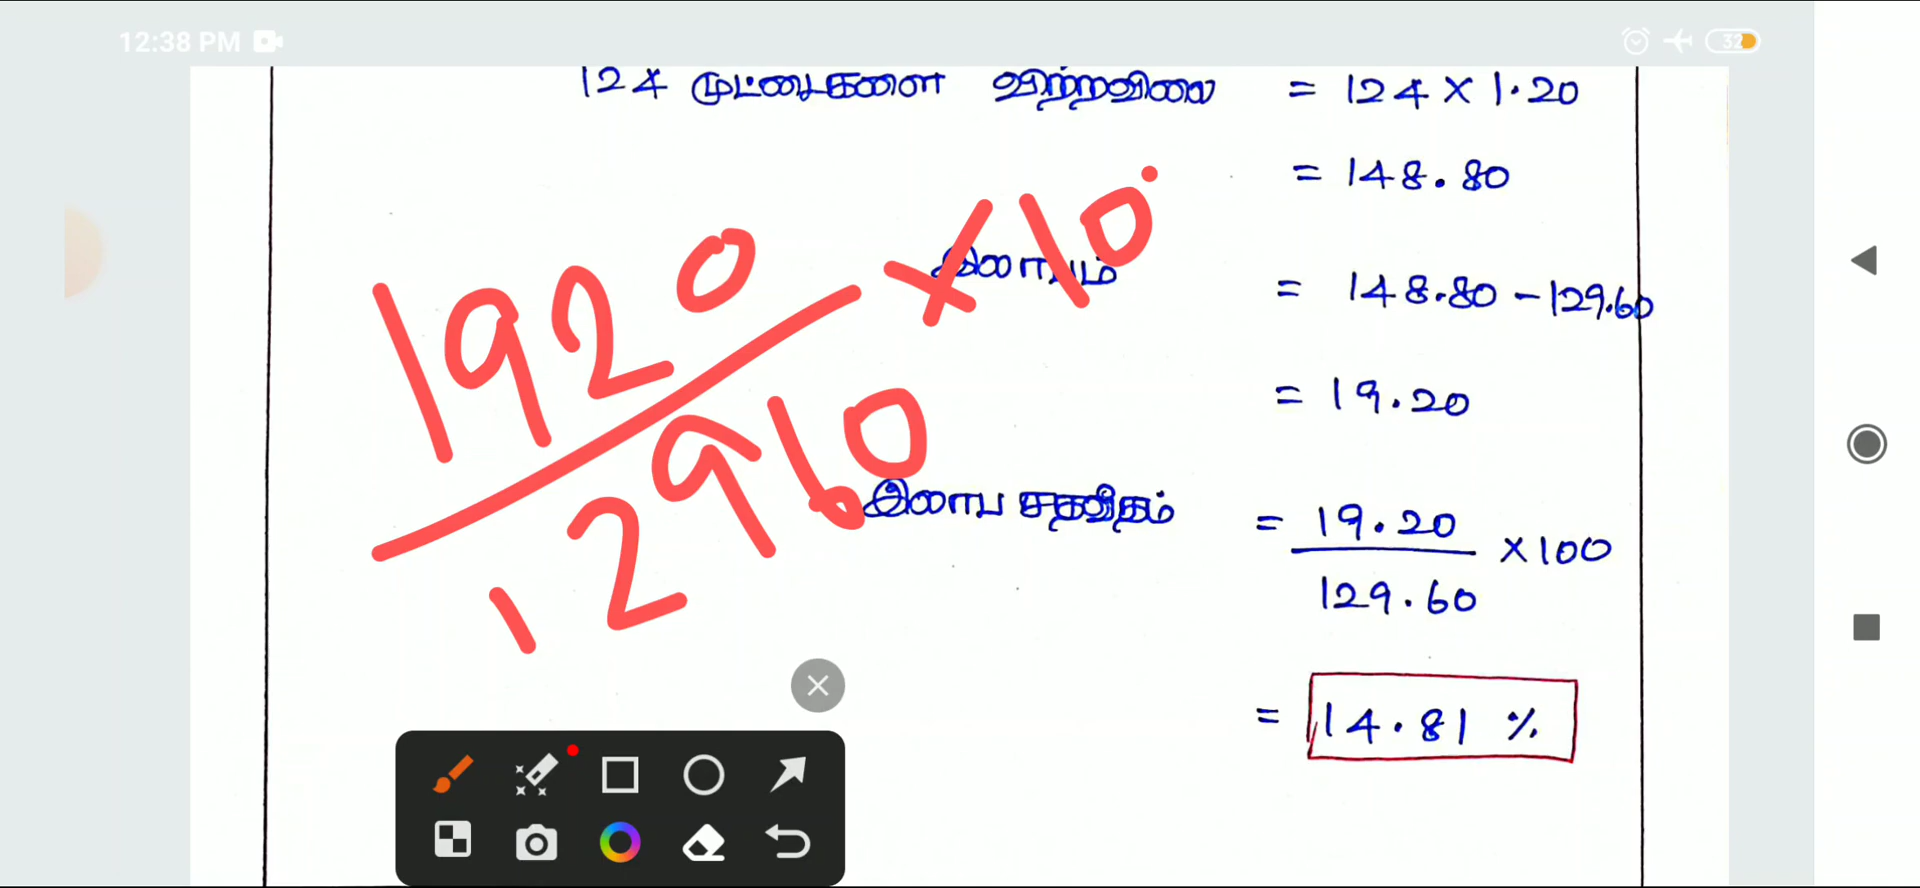 12:38 PM
32
124 முட்டைகளை விற்றவிலை = 124 × 1.20
= 148.80
இலாபம் = 148.80 - 129.60
= 19.20
இலாப சதவீதம் = 19.20 / 129.60 × 100
= 14.81 %
1920 / 12960 × 10